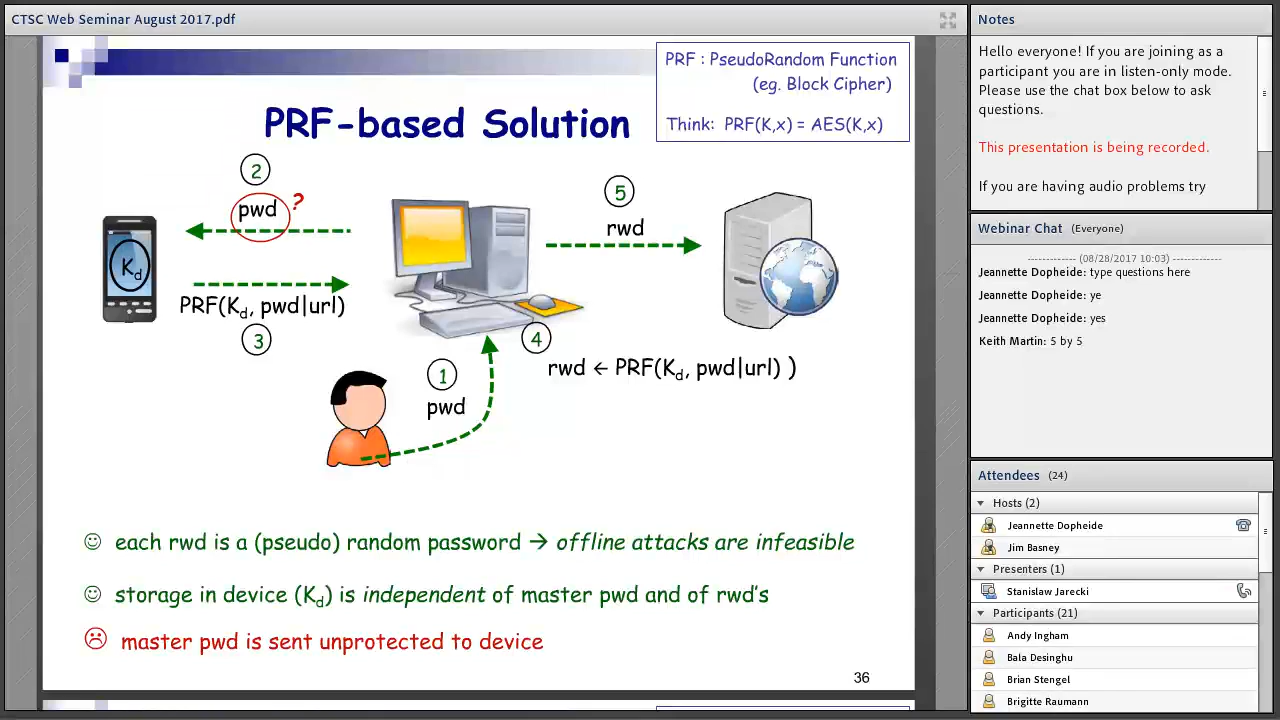 CTSC Web Seminar August 2017.pdf
PRF : PseudoRandom Function
(eg. Block Cipher)
Think: PRF(K,x) = AES(K,x)
PRF-based Solution
2
pwd ?
5
rwd
Kd
PRF(Kd, pwd|url)
3
4
rwd ← PRF(Kd, pwd|url) )
1
pwd
☺ each rwd is a (pseudo) random password → offline attacks are infeasible
☺ storage in device (Kd) is independent of master pwd and of rwd's
☹ master pwd is sent unprotected to device
36
Notes
Hello everyone! If you are joining as a
participant you are in listen-only mode.
Please use the chat box below to ask
questions.
This presentation is being recorded.
If you are having audio problems try
Webinar Chat (Everyone)
------------- (08/28/2017 10:03) -------------
Jeannette Dopheide: type questions here
Jeannette Dopheide: ye
Jeannette Dopheide: yes
Keith Martin: 5 by 5
Attendees (24)
Hosts (2)
Jeannette Dopheide
Jim Basney
Presenters (1)
Stanislaw Jarecki
Participants (21)
Andy Ingham
Bala Desinghu
Brian Stengel
Brigitte Raumann